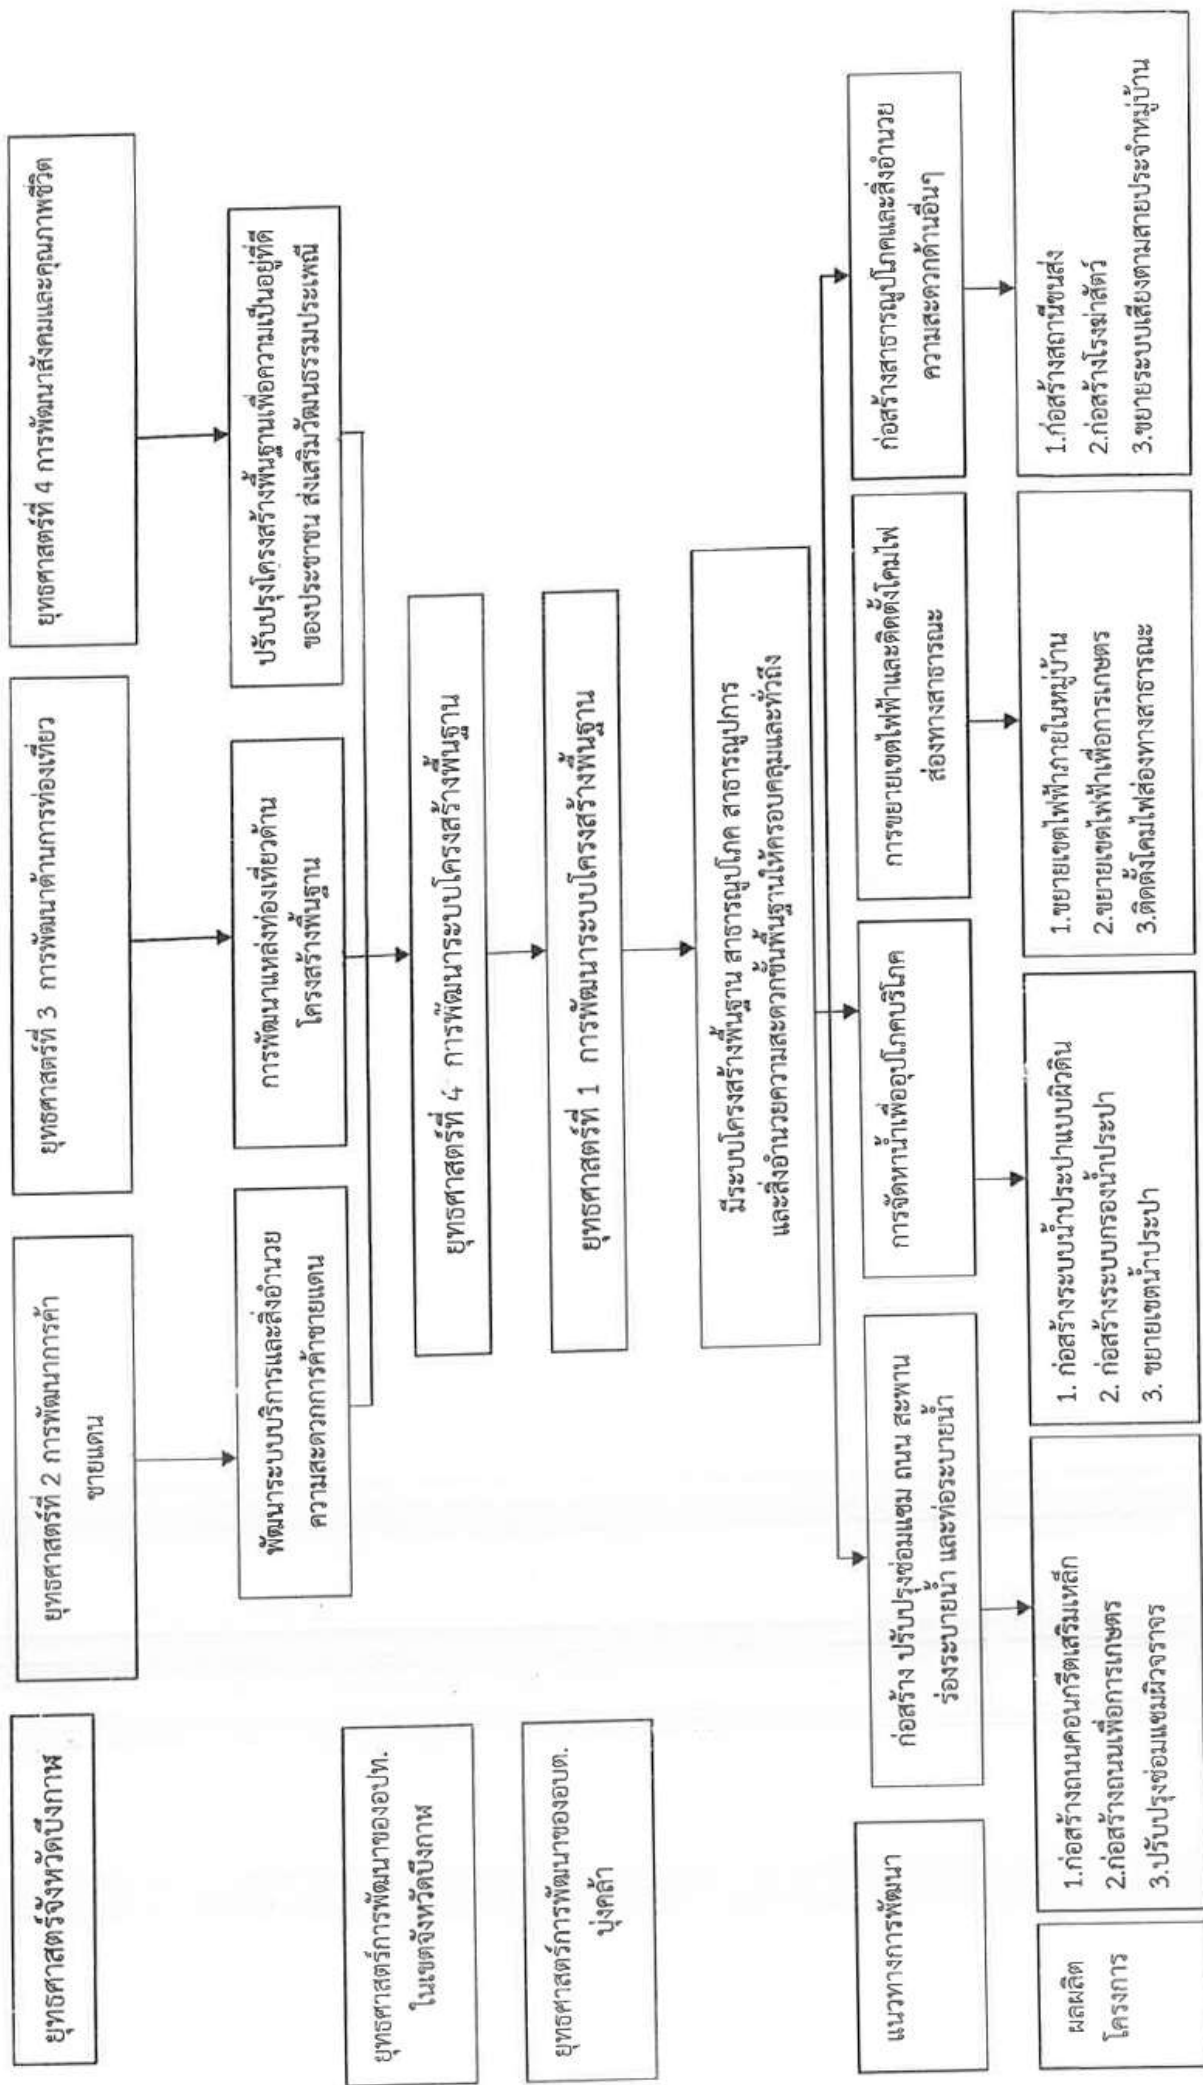 ยุทธศาสตร์จังหวัดบึงกาฬ
ยุทธศาสตร์ที่ 2 การพัฒนาการค้า
ชายแดน
ยุทธศาสตร์ที่ 3 การพัฒนาด้านการท่องเที่ยว
ยุทธศาสตร์ที่ 4 การพัฒนาสังคมและคุณภาพชีวิต
พัฒนาระบบบริการและสิ่งอำนวย
ความสะดวกการค้าชายแดน
การพัฒนาแหล่งท่องเที่ยวด้าน
โครงสร้างพื้นฐาน
ปรับปรุงโครงสร้างพื้นฐานเพื่อความเป็นอยู่ที่ดี
ของประชาชน ส่งเสริมวัฒนธรรมประเพณี
ยุทธศาสตร์การพัฒนาของอปท.
ในเขตจังหวัดบึงกาฬ
ยุทธศาสตร์ที่ 4 การพัฒนาระบบโครงสร้างพื้นฐาน
ยุทธศาสตร์การพัฒนาของอบต.
บุ่งคล้า
ยุทธศาสตร์ที่ 1 การพัฒนาระบบโครงสร้างพื้นฐาน
มีระบบโครงสร้างพื้นฐาน สาธารณูปโภค สาธารณูปการ
และสิ่งอำนวยความสะดวกขั้นพื้นฐานให้ครอบคลุมและทั่วถึง
แนวทางการพัฒนา
ก่อสร้าง ปรับปรุงซ่อมแซม ถนน สะพาน
ร่องระบายน้ำ และท่อระบายน้ำ
การจัดหาน้ำเพื่ออุปโภคบริโภค
การขยายเขตไฟฟ้าและติดตั้งโคมไฟ
ส่องทางสาธารณะ
ก่อสร้างสาธารณูปโภคและสิ่งอำนวย
ความสะดวกด้านอื่นๆ
ผลผลิต
โครงการ
1.ก่อสร้างถนนคอนกรีตเสริมเหล็ก
2.ก่อสร้างถนนเพื่อการเกษตร
3.ปรับปรุงซ่อมแซมผิวจราจร
1. ก่อสร้างระบบน้ำประปาแบบผิวดิน
2. ก่อสร้างระบบกรองน้ำประปา
3. ขยายเขตน้ำประปา
1.ขยายเขตไฟฟ้าภายในหมู่บ้าน
2.ขยายเขตไฟฟ้าเพื่อการเกษตร
3.ติดตั้งโคมไฟส่องทางสาธารณะ
1.ก่อสร้างสถานีขนส่ง
2.ก่อสร้างโรงฆ่าสัตว์
3.ขยายระบบเสียงตามสายประจำหมู่บ้าน